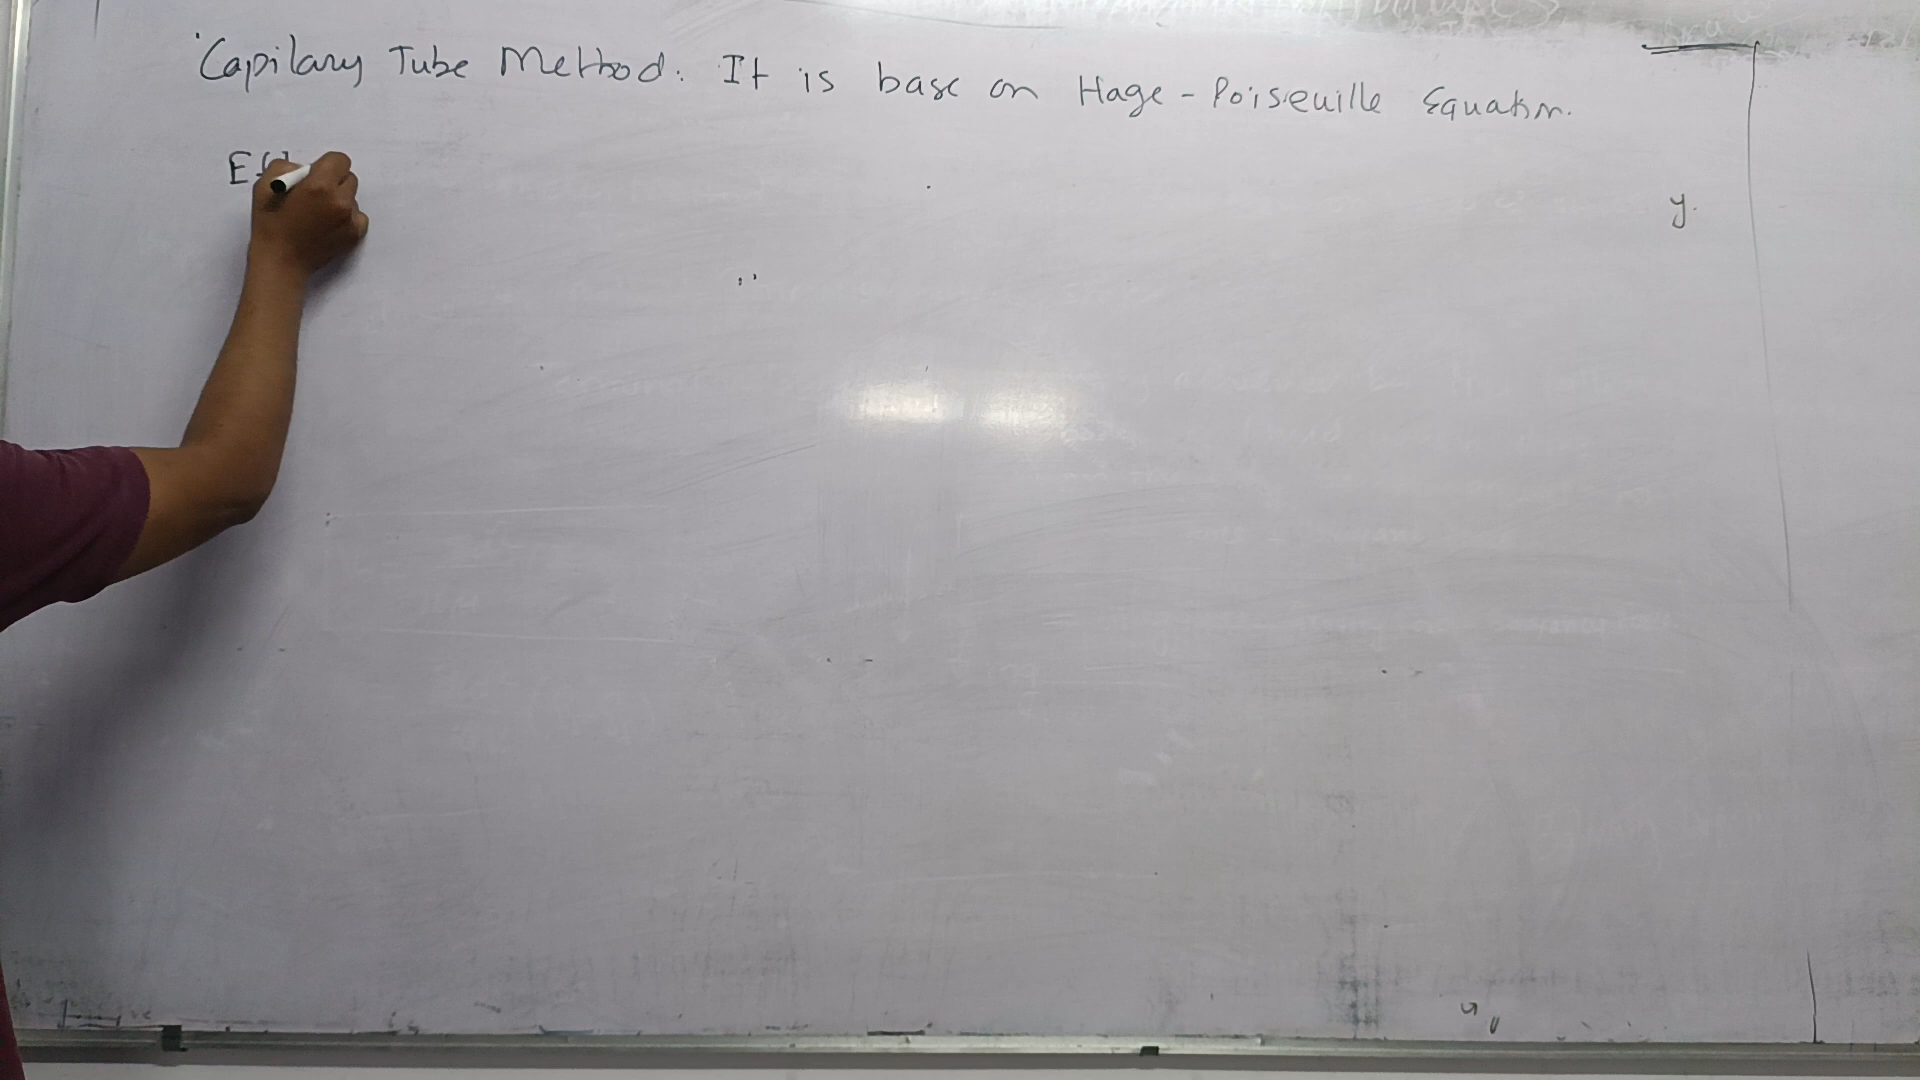 Capilary Tube Method: It is base on Hage - Poiseuille Equation.
y.